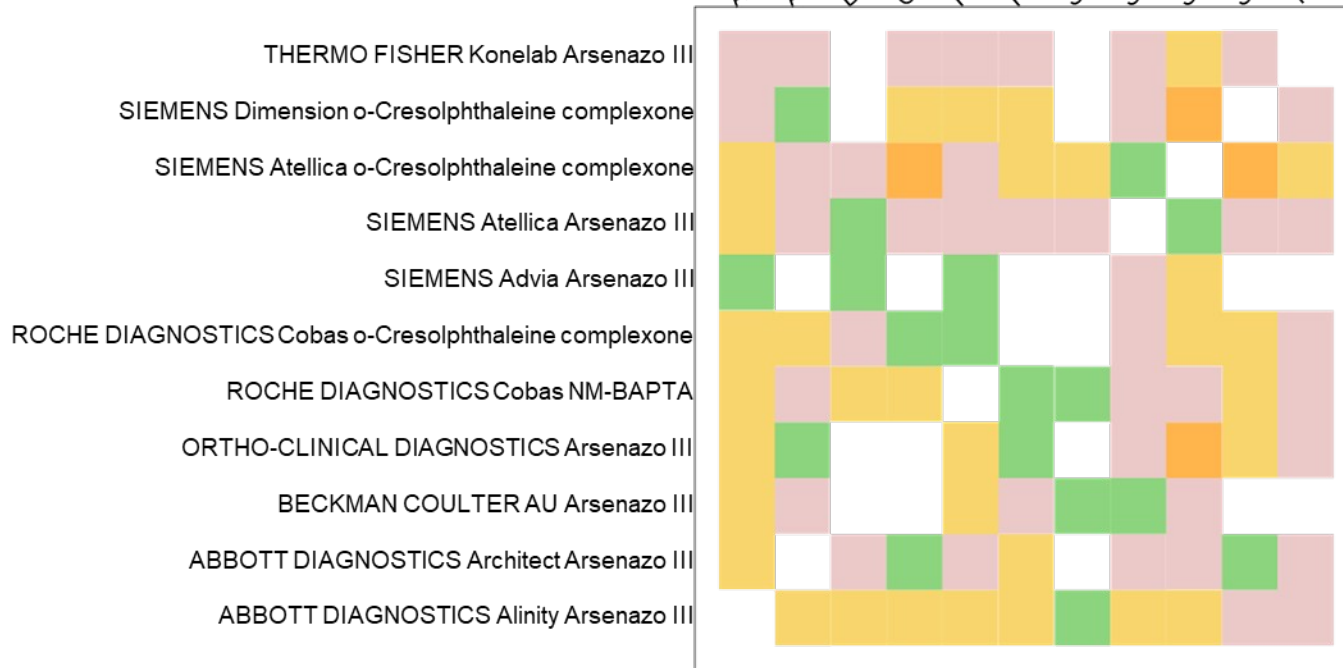 THERMO FISHER Konelab Arsenazo III
SIEMENS Dimension o-Cresolphthaleine complexone
SIEMENS Atellica o-Cresolphthaleine complexone
SIEMENS Atellica Arsenazo III
SIEMENS Advia Arsenazo III
ROCHE DIAGNOSTICS Cobas o-Cresolphthaleine complexone
ROCHE DIAGNOSTICS Cobas NM-BAPTA
ORTHO-CLINICAL DIAGNOSTICS Arsenazo III
BECKMAN COULTER AU Arsenazo III
ABBOTT DIAGNOSTICS Architect Arsenazo III
ABBOTT DIAGNOSTICS Alinity Arsenazo III